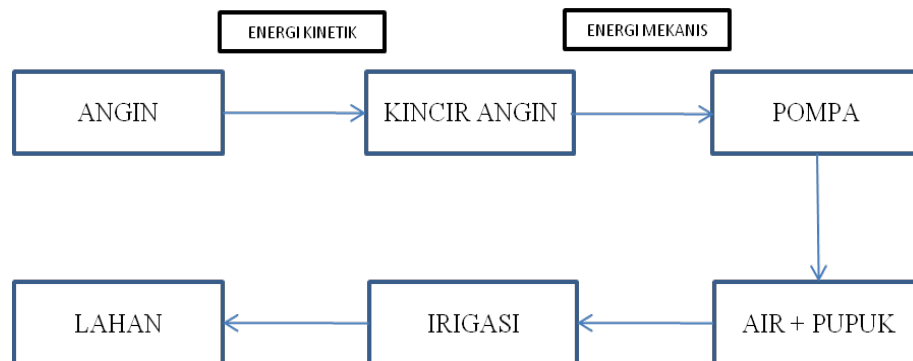 ENERGI KINETIK
ENERGI MEKANIS
ANGIN
KINCIR ANGIN
POMPA
LAHAN
IRIGASI
AIR + PUPUK